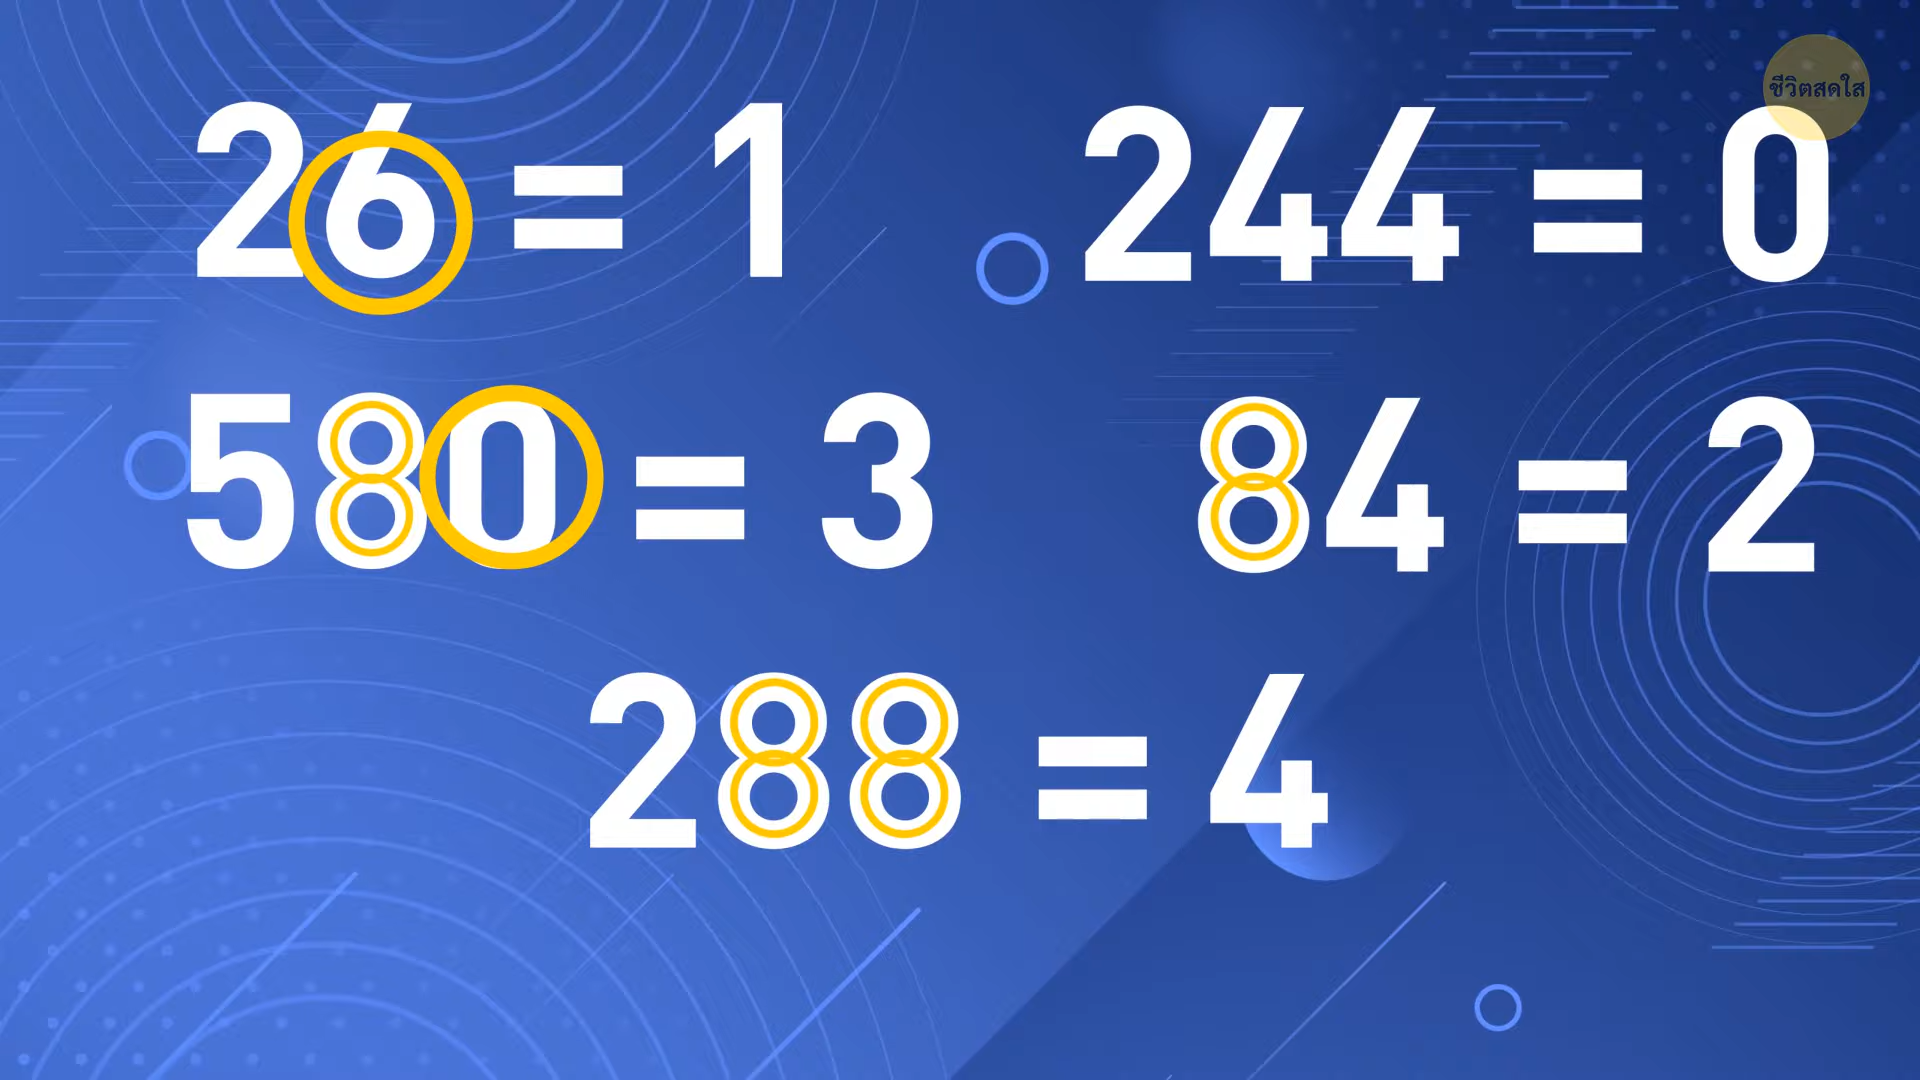 ชีวิตสดใส
26 = 1
244 = 0
580 = 3
84 = 2
288 = 4